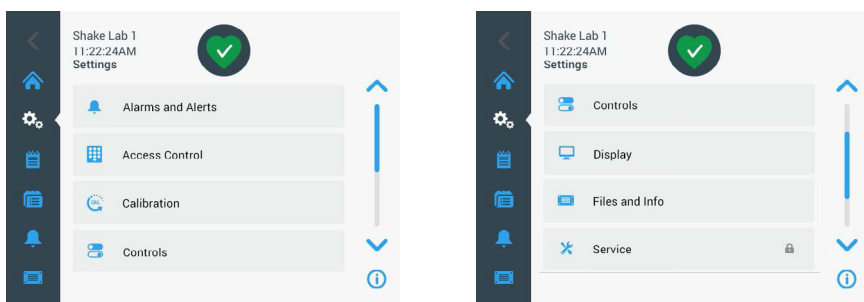 Shake Lab 1
11:22:24AM
Settings
Alarms and Alerts
Access Control
CAL
Calibration
Controls
Shake Lab 1
11:22:24AM
Settings
Controls
Display
Files and Info
Service